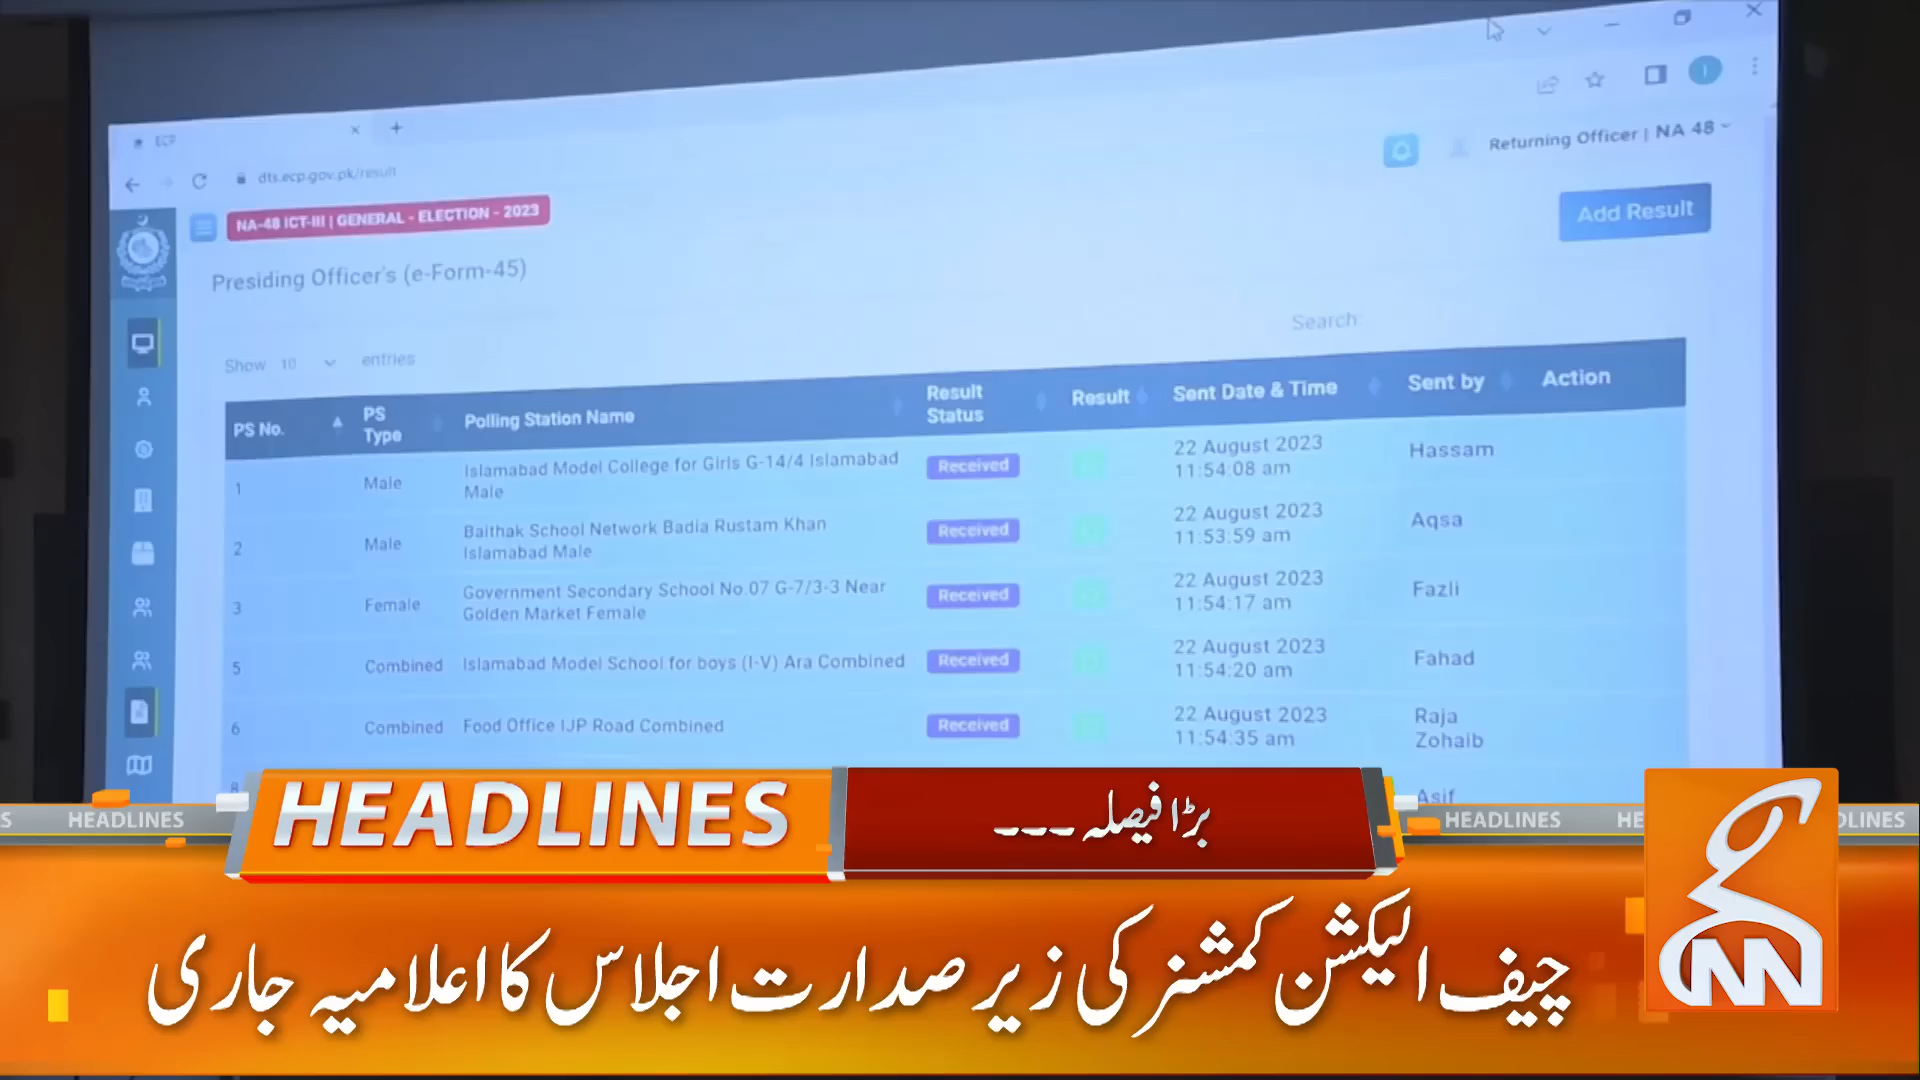 ECP
dts.ecp.gov.pk/result
Returning Officer | NA 48
NA-48 ICT-III | GENERAL - ELECTION - 2023
Add Result
Presiding Officer's (e-Form-45)
Search:
Show 10 entries
PS No. PS Type Polling Station Name Result Status Result Sent Date & Time Sent by Action
1 Male Islamabad Model College for Girls G-14/4 Islamabad Male Received 22 August 2023 11:54:08 am Hassam
2 Male Baithak School Network Badia Rustam Khan Islamabad Male Received 22 August 2023 11:53:59 am Aqsa
3 Female Government Secondary School No.07 G-7/3-3 Near Golden Market Female Received 22 August 2023 11:54:17 am Fazli
5 Combined Islamabad Model School for boys (I-V) Ara Combined Received 22 August 2023 11:54:20 am Fahad
6 Combined Food Office IJP Road Combined Received 22 August 2023 11:54:35 am Raja Zohaib
8 Asif
HEADLINES
HEADLINES
بڑا فیصلہ ---
HEADLINES
چیف الیکشن کمشنر کی زیر صدارت اجلاس کا اعلامیہ جاری
GNN